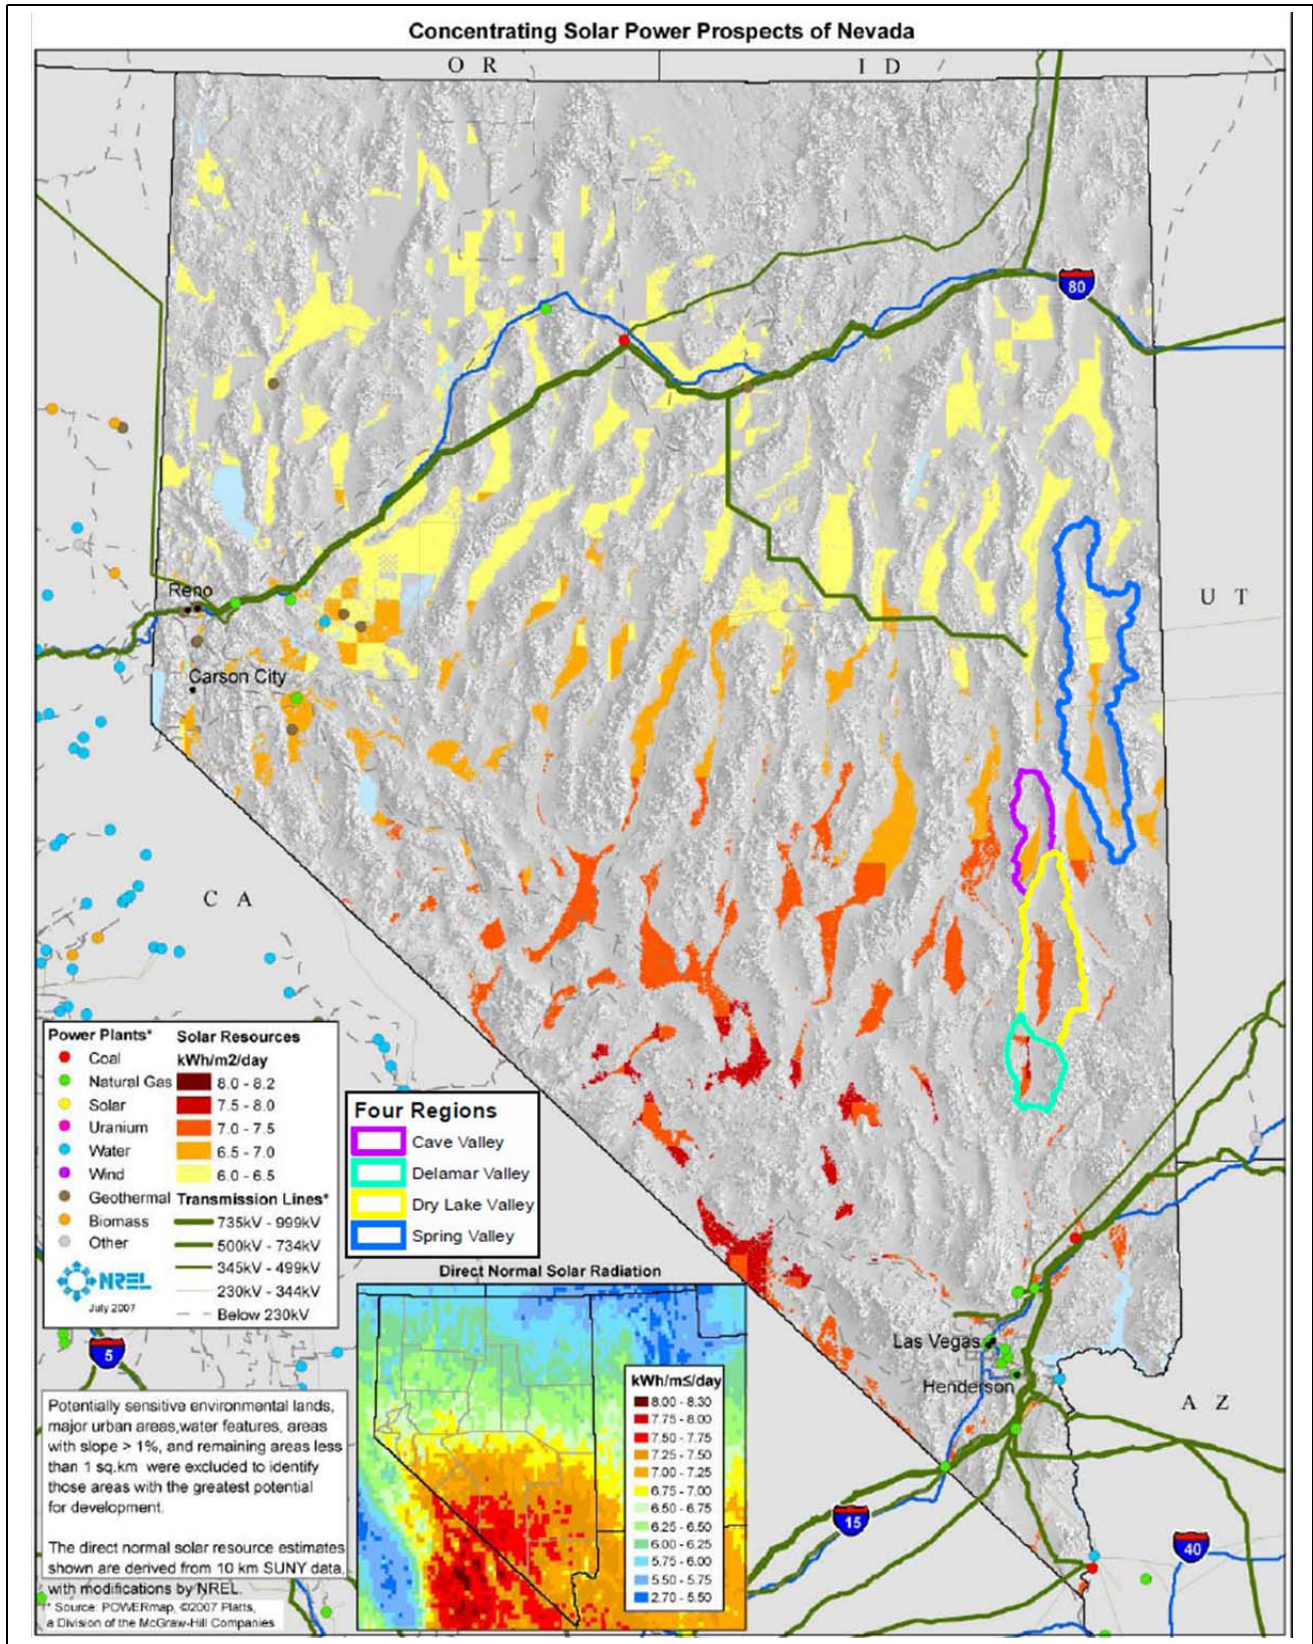 Concentrating Solar Power Prospects of Nevada
O R
I D
80
U T
Reno
Carson City
C A
Power Plants*
Coal
Natural Gas
Solar
Uranium
Water
Wind
Geothermal
Biomass
Other
NREL
July 2007
Solar Resources
kWh/m2/day
8.0 - 8.2
7.5 - 8.0
7.0 - 7.5
6.5 - 7.0
6.0 - 6.5
Transmission Lines*
735kV - 999kV
500kV - 734kV
345kV - 499kV
230kV - 344kV
Below 230kV
Four Regions
Cave Valley
Delamar Valley
Dry Lake Valley
Spring Valley
Las Vegas
Henderson
A Z
5
15
40
Direct Normal Solar Radiation
kWh/m≤/day
8.00 - 8.30
7.75 - 8.00
7.50 - 7.75
7.25 - 7.50
7.00 - 7.25
6.75 - 7.00
6.50 - 6.75
6.25 - 6.50
6.00 - 6.25
5.75 - 6.00
5.50 - 5.75
2.70 - 5.50
Potentially sensitive environmental lands,
major urban areas,water features, areas
with slope > 1%, and remaining areas less
than 1 sq.km were excluded to identify
those areas with the greatest potential
for development.
The direct normal solar resource estimates
shown are derived from 10 km SUNY data,
with modifications by NREL.
* Source: POWERmap, ©2007 Platts,
a Division of the McGraw-Hill Companies